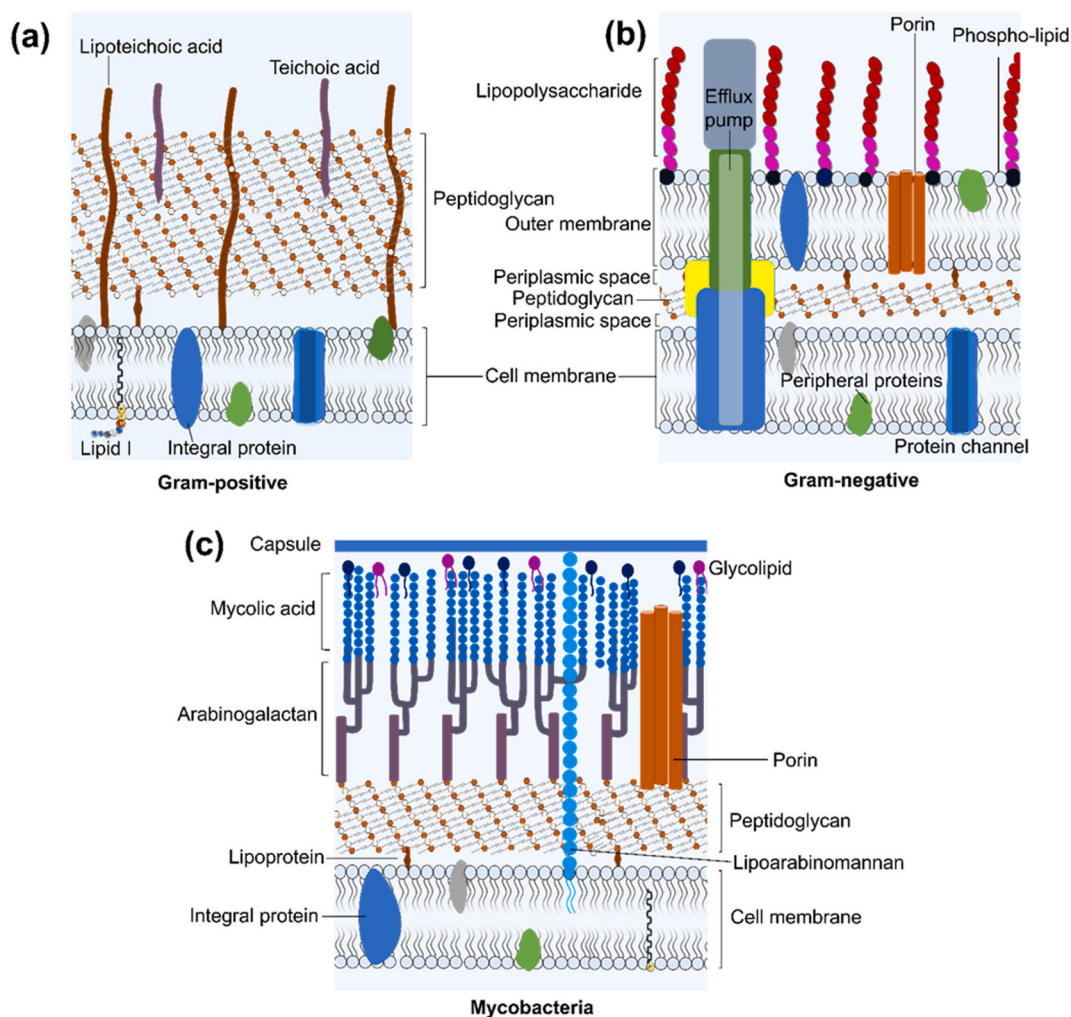 (a)
Lipoteichoic acid
Teichoic acid
Peptidoglycan
Cell membrane
Lipid I
Integral protein
Gram-positive
(b)
Porin
Phospho-lipid
Lipopolysaccharide
Efflux
pump
Outer membrane
Periplasmic space
Peptidoglycan
Periplasmic space
Peripheral proteins
Protein channel
Gram-negative
(c)
Capsule
Glycolipid
Mycolic acid
Arabinogalactan
Porin
Peptidoglycan
Lipoprotein
Lipoarabinomannan
Integral protein
Cell membrane
Mycobacteria